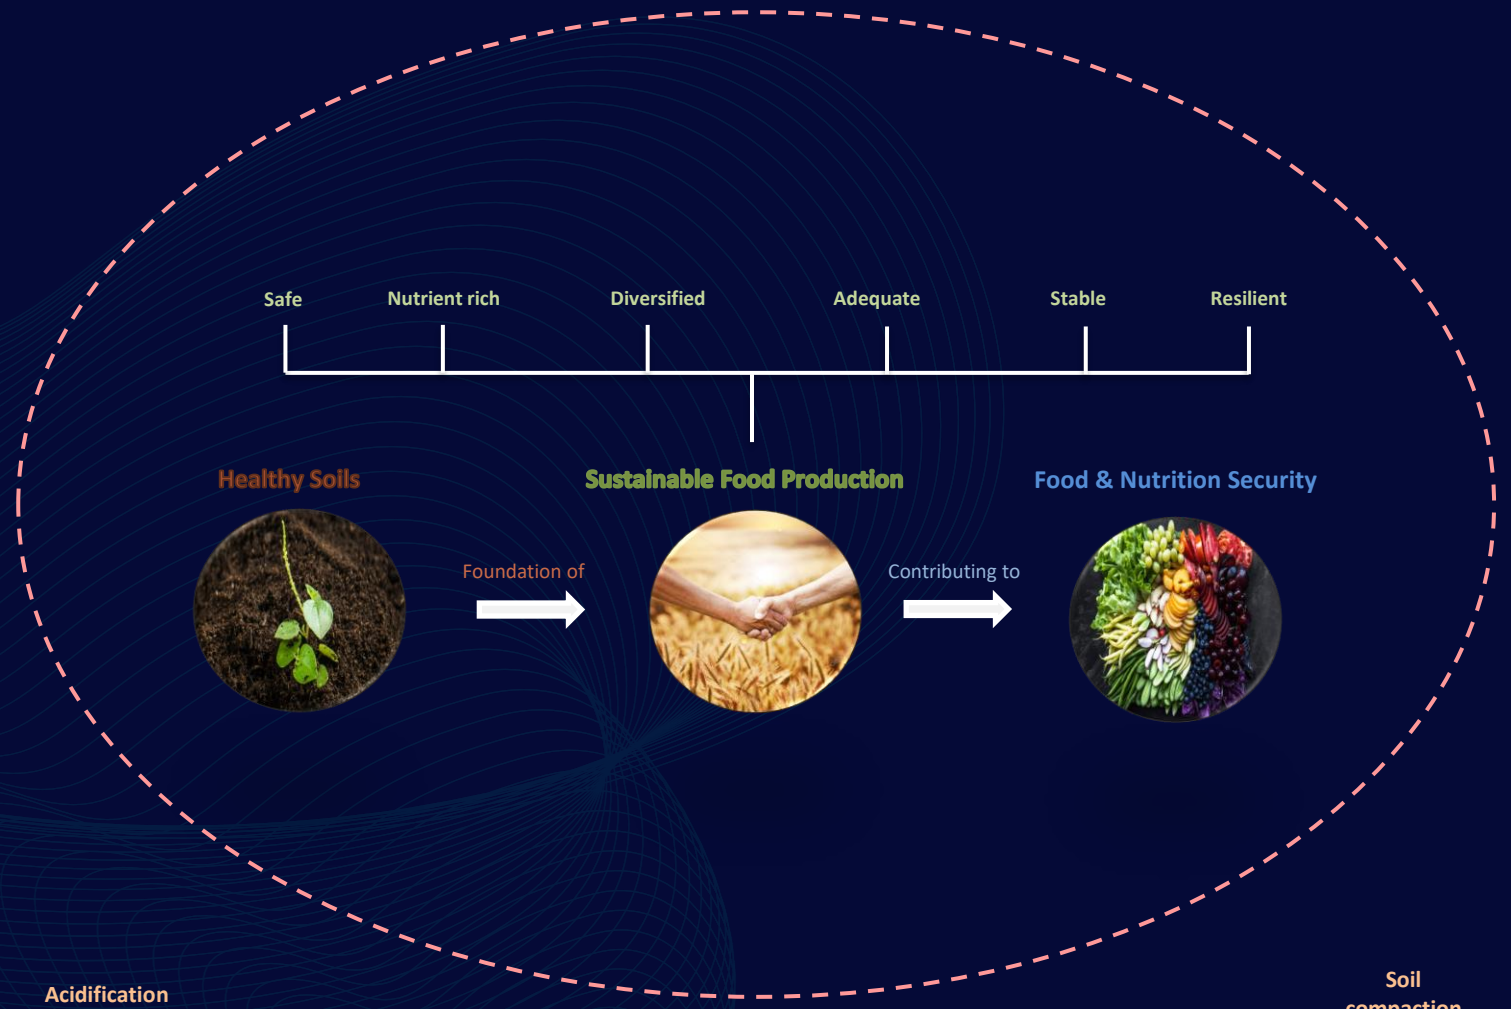 Safe
Nutrient rich
Diversified
Adequate
Stable
Resilient
Healthy Soils
Sustainable Food Production
Food & Nutrition Security
Foundation of
Contributing to
Acidification
Soil
compaction